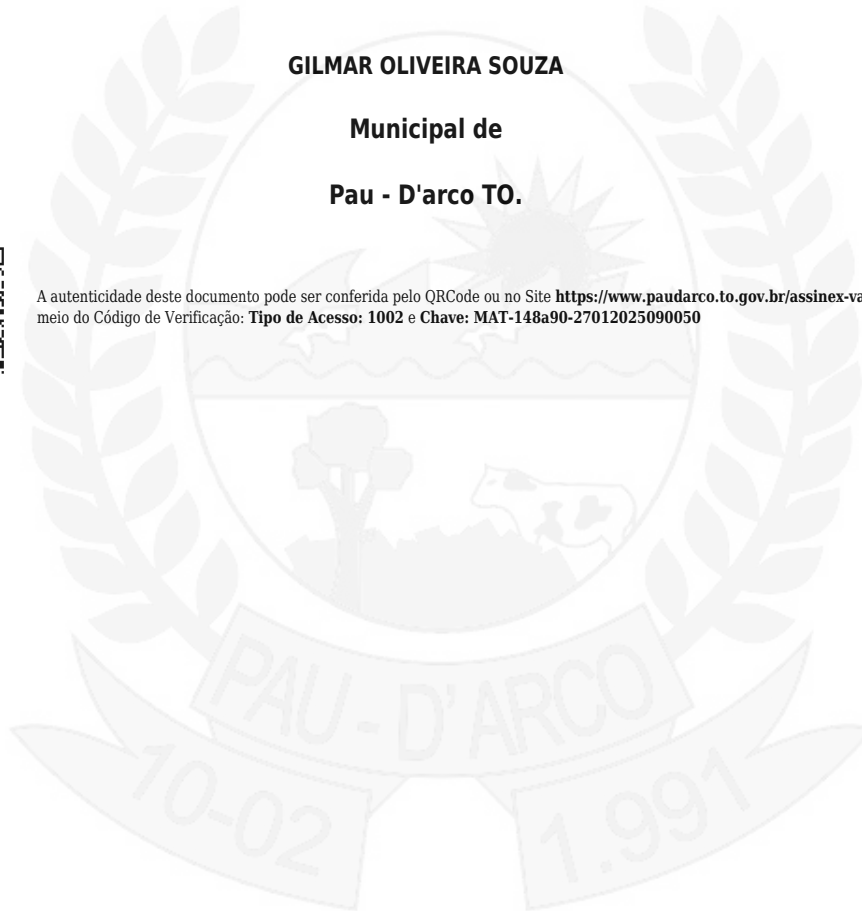 GILMAR OLIVEIRA SOUZA
Municipal de
Pau - D'arco TO.
A autenticidade deste documento pode ser conferida pelo QRCode ou no Site https://www.paudarco.to.gov.br/assinex-va
meio do Código de Verificação: Tipo de Acesso: 1002 e Chave: MAT-148a90-27012025090050
PAU - D'ARCO
10-02 1.991